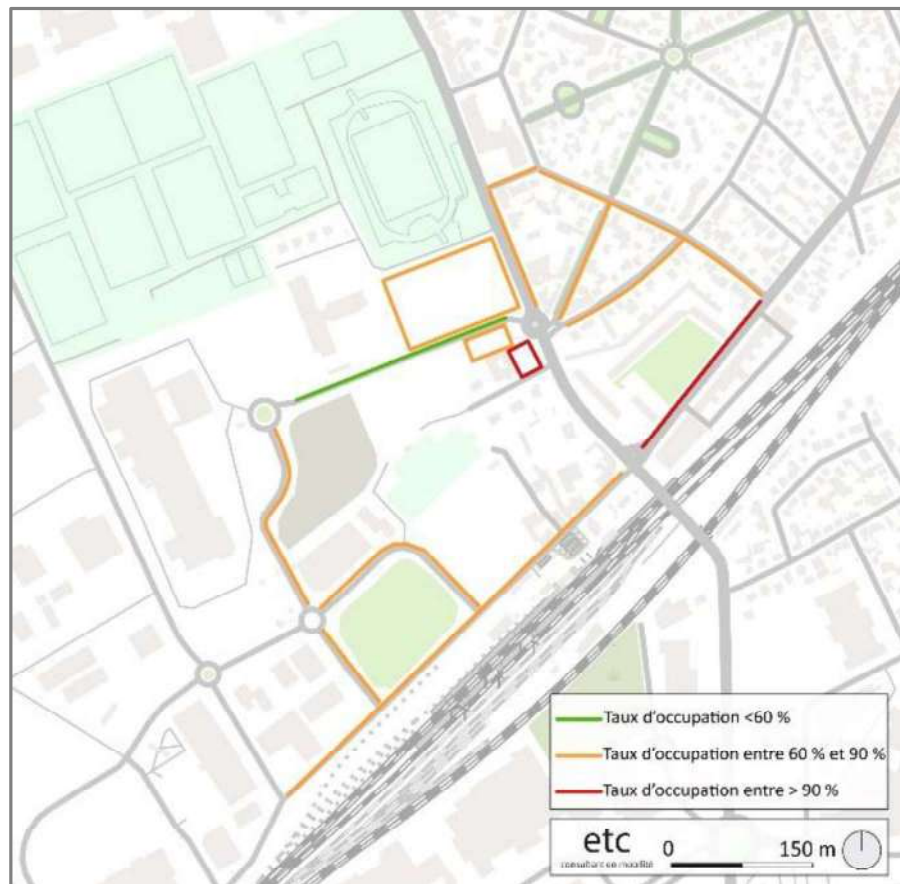 Taux d'occupation <60 %
Taux d'occupation entre 60 % et 90 %
Taux d'occupation entre > 90 %
etc
consultant en mobilité
0 150 m